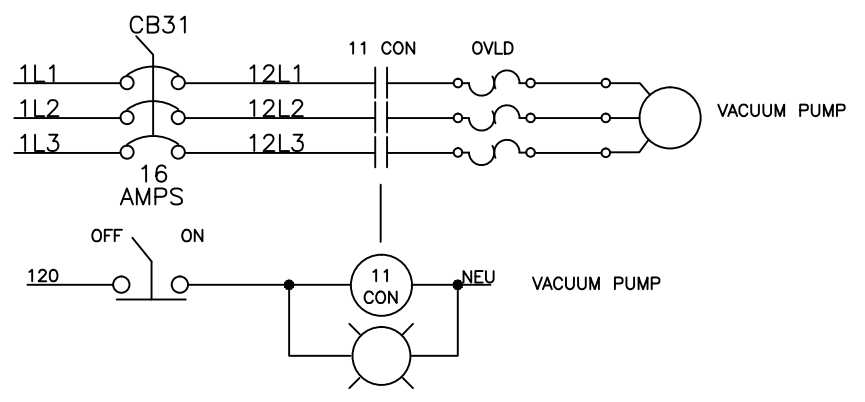 CB31
11 CON OVLD
1L1 12L1
1L2 12L2
VACUUM PUMP
1L3 12L3
16
AMPS
OFF ON
120
11
CON
NEU
VACUUM PUMP